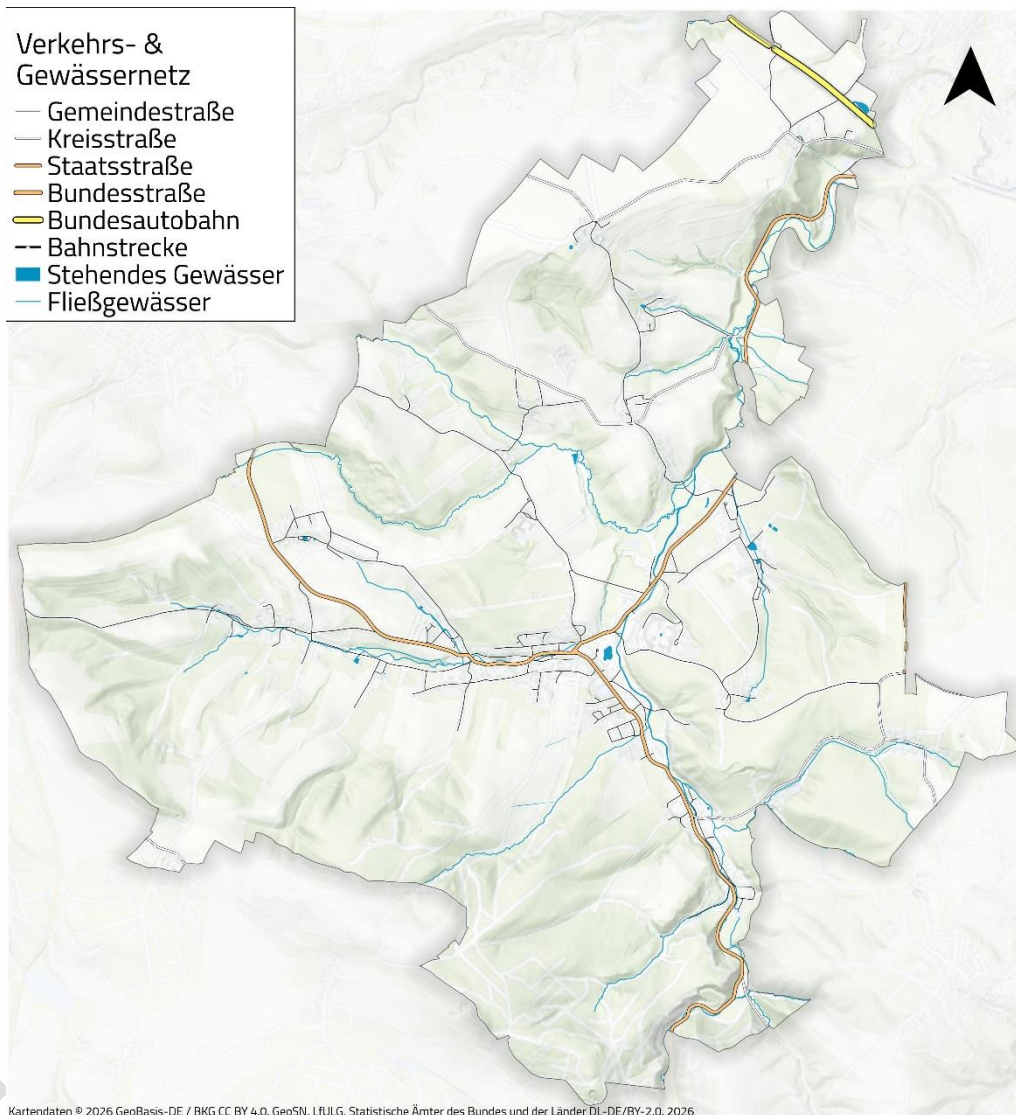 Verkehrs- &
Gewässernetz
Gemeindestraße
Kreisstraße
Staatsstraße
Bundesstraße
Bundesautobahn
Bahnstrecke
Stehendes Gewässer
Fließgewässer
Kartendaten © 2026 GeoBasis-DE / BKG CC BY 4.0, GeoSN, LfULG, Statistische Ämter des Bundes und der Länder DL-DE/BY-2.0, 2026